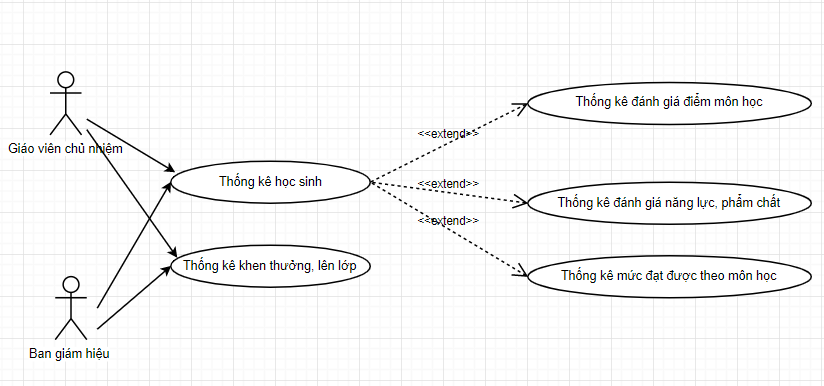 Thống kê đánh giá điểm môn học
<<extend>>
Giáo viên chủ nhiệm
Thống kê học sinh
<<extend>>
Thống kê đánh giá năng lực, phẩm chất
<<extend>>
Thống kê khen thưởng, lên lớp
Thống kê mức đạt được theo môn học
Ban giám hiệu